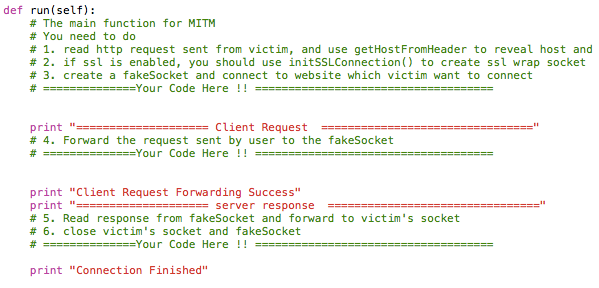 def run(self):
# The main function for MITM
# You need to do
# 1. read http request sent from victim, and use getHostFromHeader to reveal host and
# 2. if ssl is enabled, you should use initSSLConnection() to create ssl wrap socket
# 3. create a fakeSocket and connect to website which victim want to connect
# ==============Your Code Here !! ====================================
print "==================== Client Request  ================================"
# 4. Forward the request sent by user to the fakeSocket
# ==============Your Code Here !! ====================================
print "Client Request Forwarding Success"
print "==================== server response  ================================"
# 5. Read response from fakeSocket and forward to victim's socket
# 6. close victim's socket and fakeSocket
# ==============Your Code Here !! ====================================
print "Connection Finished"